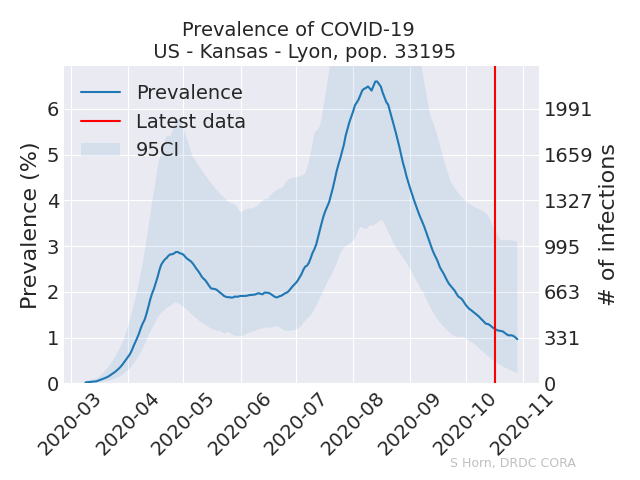 Prevalence of COVID-19
US - Kansas - Lyon, pop. 33195
Prevalence
Latest data
95CI
Prevalence (%)
6
5
4
3
2
1
0
1991
1659
1327
995
663
331
0
# of infections
2020-03
2020-04
2020-05
2020-06
2020-07
2020-08
2020-09
2020-10
2020-11
S Horn, DRDC CORA